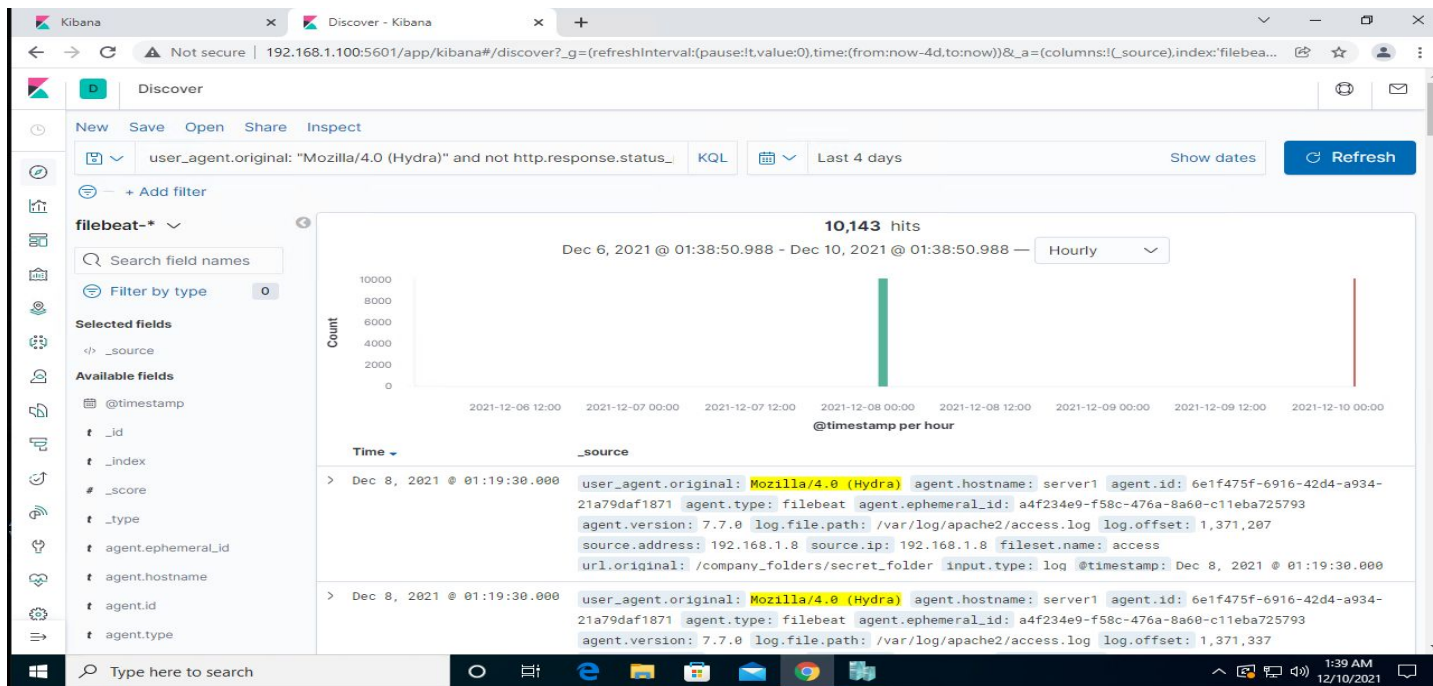 Kibana
Discover - Kibana
Not secure | 192.168.1.100:5601/app/kibana#/discover?_g=(refreshInterval:(pause:!t,value:0),time:(from:now-4d,to:now))&_a=(columns:!(_source),index:'filebea...
D Discover
New Save Open Share Inspect
user_agent.original: "Mozilla/4.0 (Hydra)" and not http.response.status_ KQL Last 4 days Show dates Refresh
+ Add filter
filebeat-*
Search field names
Filter by type 0
Selected fields
</> _source
Available fields
@timestamp
t _id
t _index
# _score
t _type
t agent.ephemeral_id
t agent.hostname
t agent.id
t agent.type
10,143 hits
Dec 6, 2021 @ 01:38:50.988 - Dec 10, 2021 @ 01:38:50.988 — Hourly
Count
10000
8000
6000
4000
2000
0
2021-12-06 12:00 2021-12-07 00:00 2021-12-07 12:00 2021-12-08 00:00 2021-12-08 12:00 2021-12-09 00:00 2021-12-09 12:00 2021-12-10 00:00
@timestamp per hour
Time _source
> Dec 8, 2021 @ 01:19:30.000 user_agent.original: Mozilla/4.0 (Hydra) agent.hostname: server1 agent.id: 6e1f475f-6916-42d4-a934-
21a79daf1871 agent.type: filebeat agent.ephemeral_id: a4f234e9-f58c-476a-8a60-c11eba725793
agent.version: 7.7.0 log.file.path: /var/log/apache2/access.log log.offset: 1,371,207
source.address: 192.168.1.8 source.ip: 192.168.1.8 fileset.name: access
url.original: /company_folders/secret_folder input.type: log @timestamp: Dec 8, 2021 @ 01:19:30.000
> Dec 8, 2021 @ 01:19:30.000 user_agent.original: Mozilla/4.0 (Hydra) agent.hostname: server1 agent.id: 6e1f475f-6916-42d4-a934-
21a79daf1871 agent.type: filebeat agent.ephemeral_id: a4f234e9-f58c-476a-8a60-c11eba725793
agent.version: 7.7.0 log.file.path: /var/log/apache2/access.log log.offset: 1,371,337
Type here to search
1:39 AM
12/10/2021